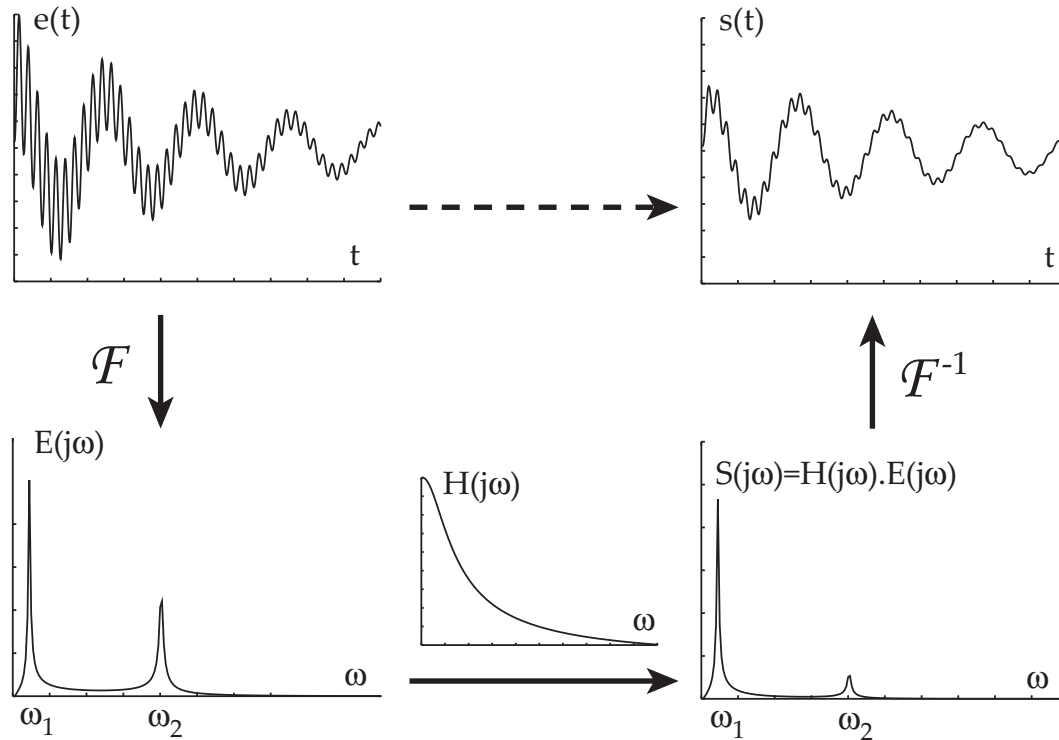 e(t)
s(t)
t
t
ℱ
ℱ⁻¹
E(jω)
H(jω)
S(jω)=H(jω).E(jω)
ω
ω
ω
ω₁
ω₂
ω₁
ω₂